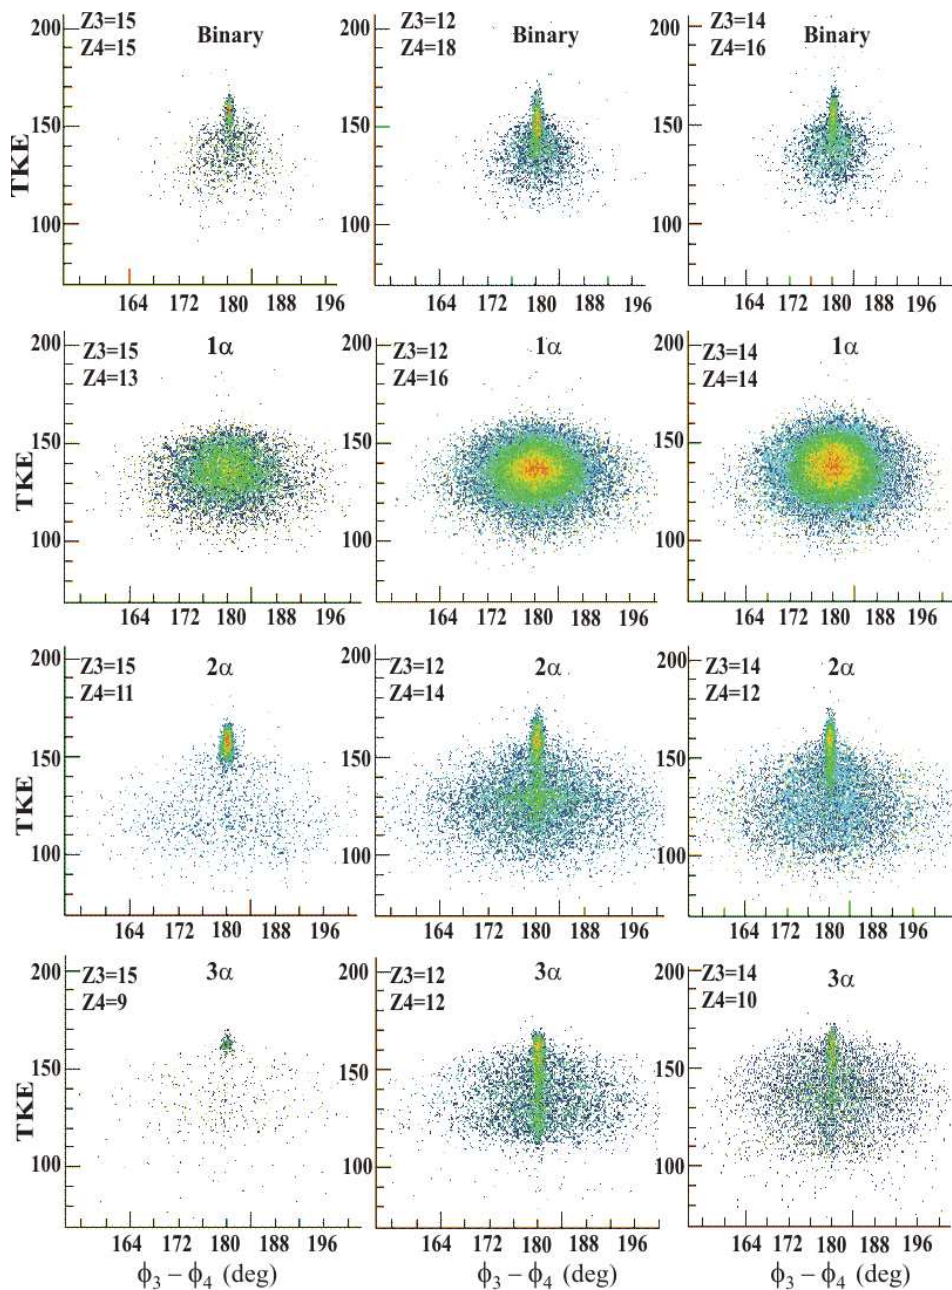 Z3=15 Binary
Z4=15
Z3=12 Binary
Z4=18
Z3=14 Binary
Z4=16
200
150
100
TKE
164 172 180 188 196
200
150
100
164 172 180 188 196
200
150
100
164 172 180 188 196
Z3=15 1α
Z4=13
Z3=12 1α
Z4=16
Z3=14 1α
Z4=14
200
150
100
TKE
164 172 180 188 196
200
150
100
164 172 180 188 196
200
150
100
164 172 180 188 196
Z3=15 2α
Z4=11
Z3=12 2α
Z4=14
Z3=14 2α
Z4=12
200
150
100
TKE
164 172 180 188 196
200
150
100
164 172 180 188 196
200
150
100
164 172 180 188 196
Z3=15 3α
Z4=9
Z3=12 3α
Z4=12
Z3=14 3α
Z4=10
200
150
100
TKE
164 172 180 188 196
200
150
100
164 172 180 188 196
200
150
100
164 172 180 188 196
ϕ3 – ϕ4 (deg)
ϕ3 – ϕ4 (deg)
ϕ3 – ϕ4 (deg)